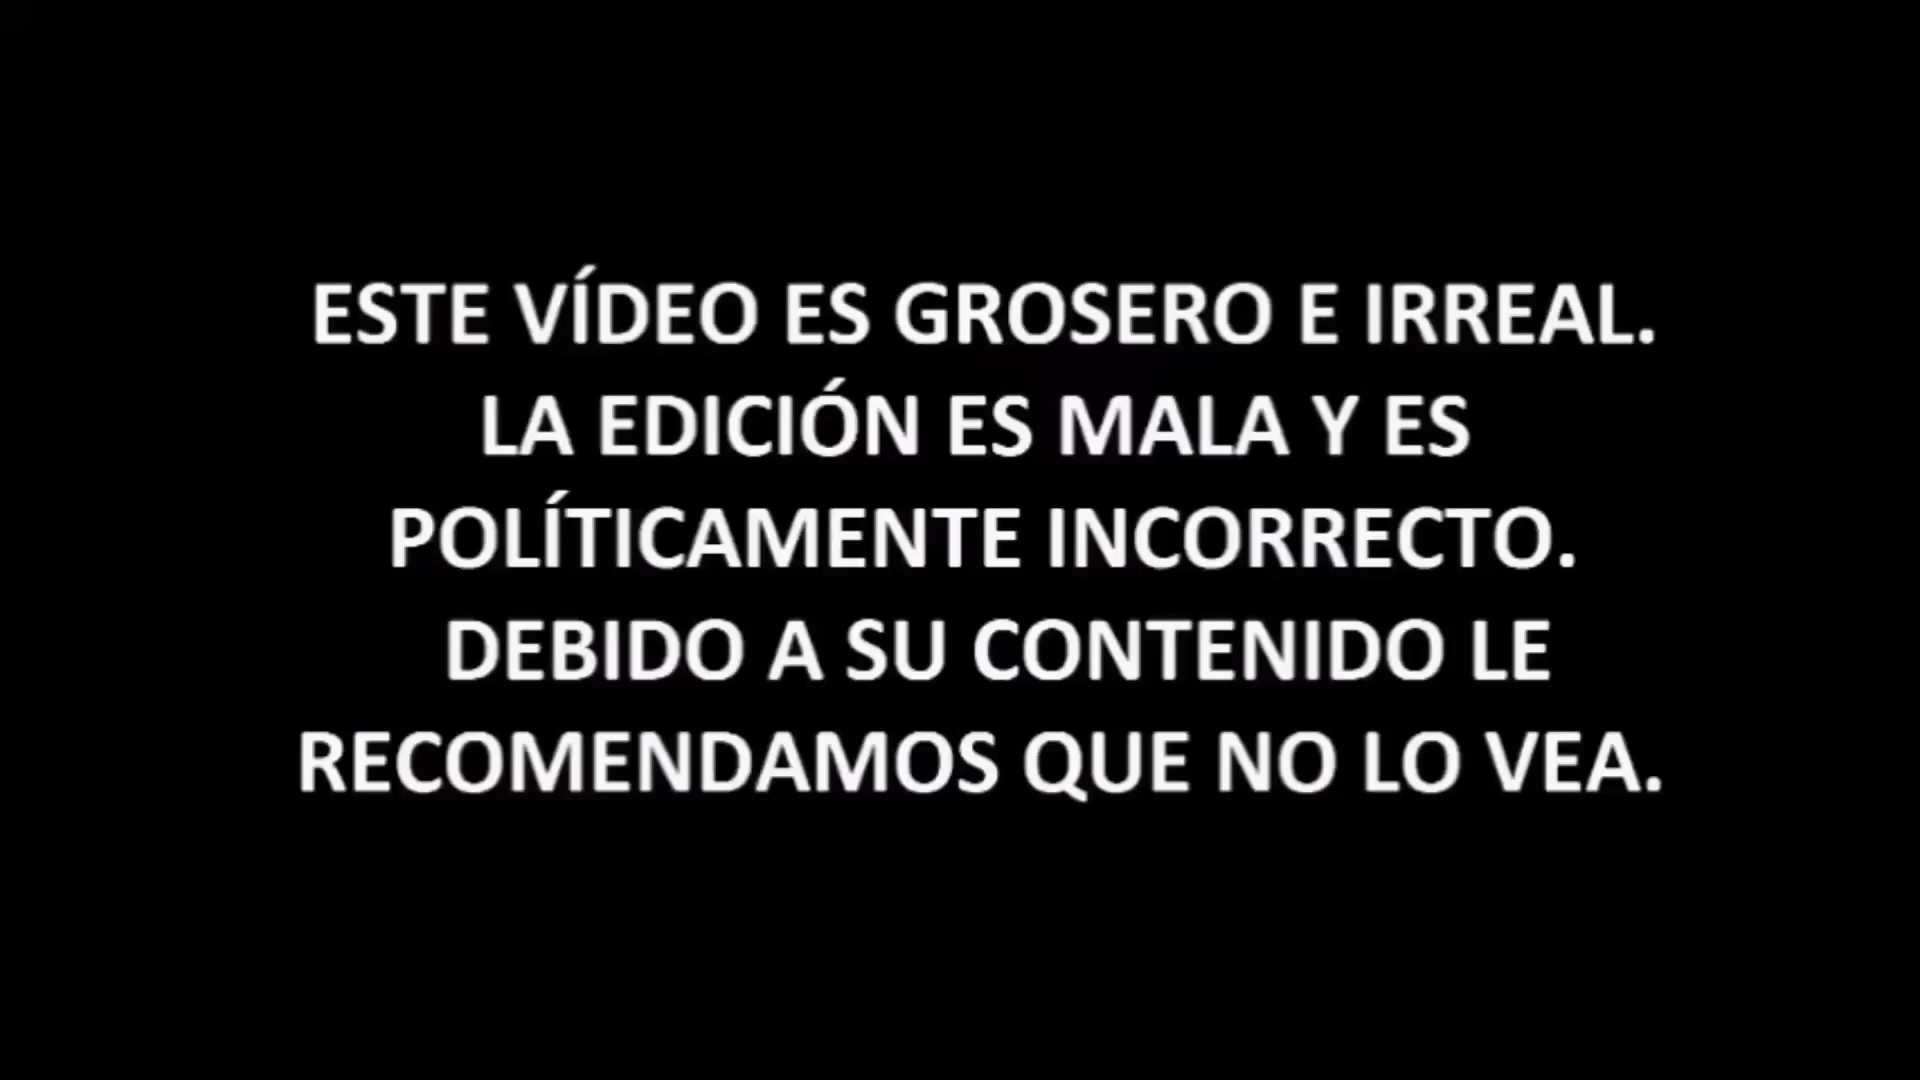 ESTE VÍDEO ES GROSERO E IRREAL.
LA EDICIÓN ES MALA Y ES
POLÍTICAMENTE INCORRECTO.
DEBIDO A SU CONTENIDO LE
RECOMENDAMOS QUE NO LO VEA.